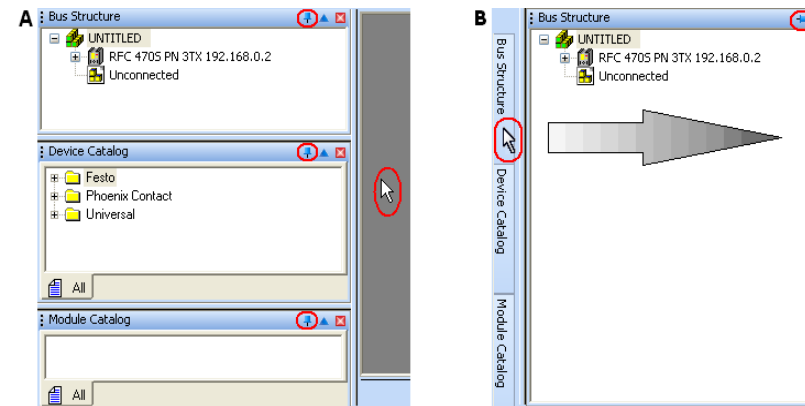 A
Bus Structure
UNTITLED
RFC 470S PN 3TX 192.168.0.2
Unconnected
Device Catalog
Festo
Phoenix Contact
Universal
All
Module Catalog
All
B
Bus Structure
Device Catalog
Module Catalog
Bus Structure
UNTITLED
RFC 470S PN 3TX 192.168.0.2
Unconnected